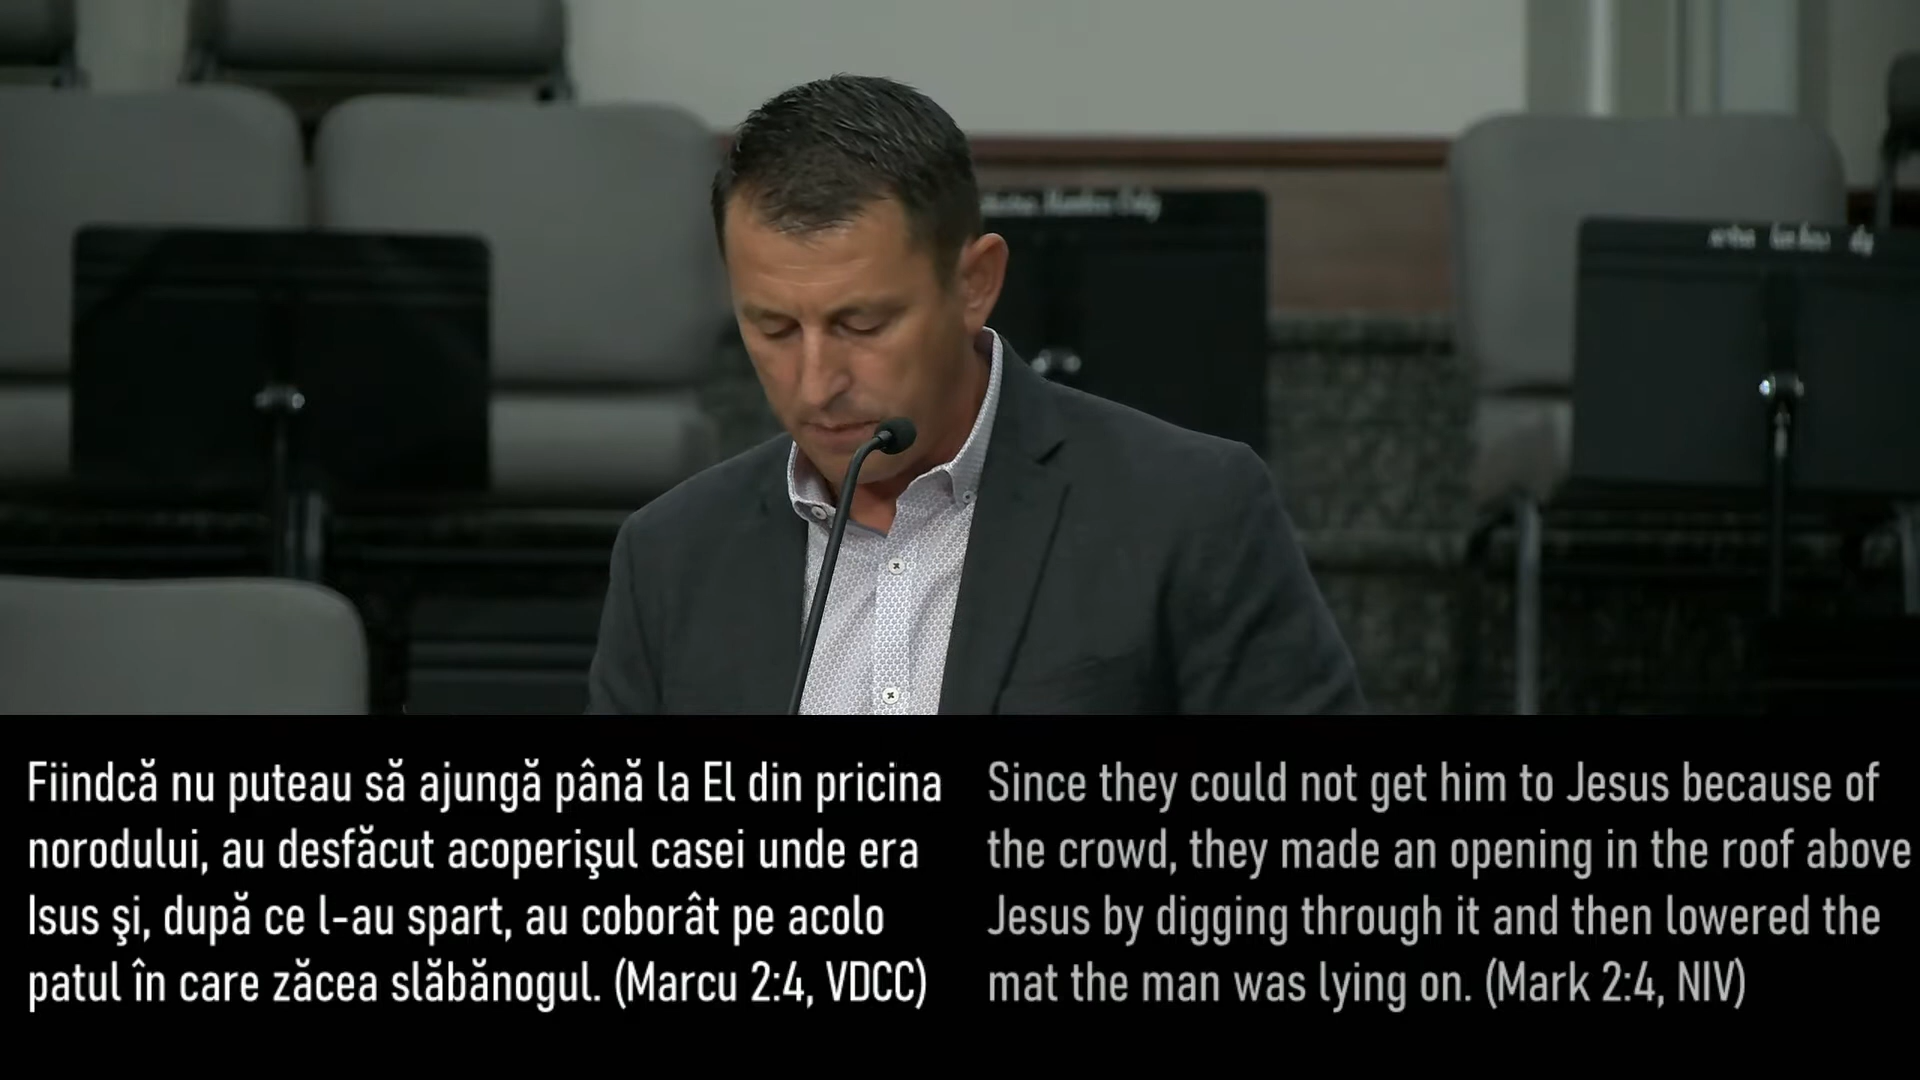 Fiindcă nu puteau să ajungă până la El din pricina
norodului, au desfăcut acoperişul casei unde era
Isus şi, după ce l-au spart, au coborât pe acolo
patul în care zăcea slăbănogul. (Marcu 2:4, VDCC)
Since they could not get him to Jesus because of
the crowd, they made an opening in the roof above
Jesus by digging through it and then lowered the
mat the man was lying on. (Mark 2:4, NIV)